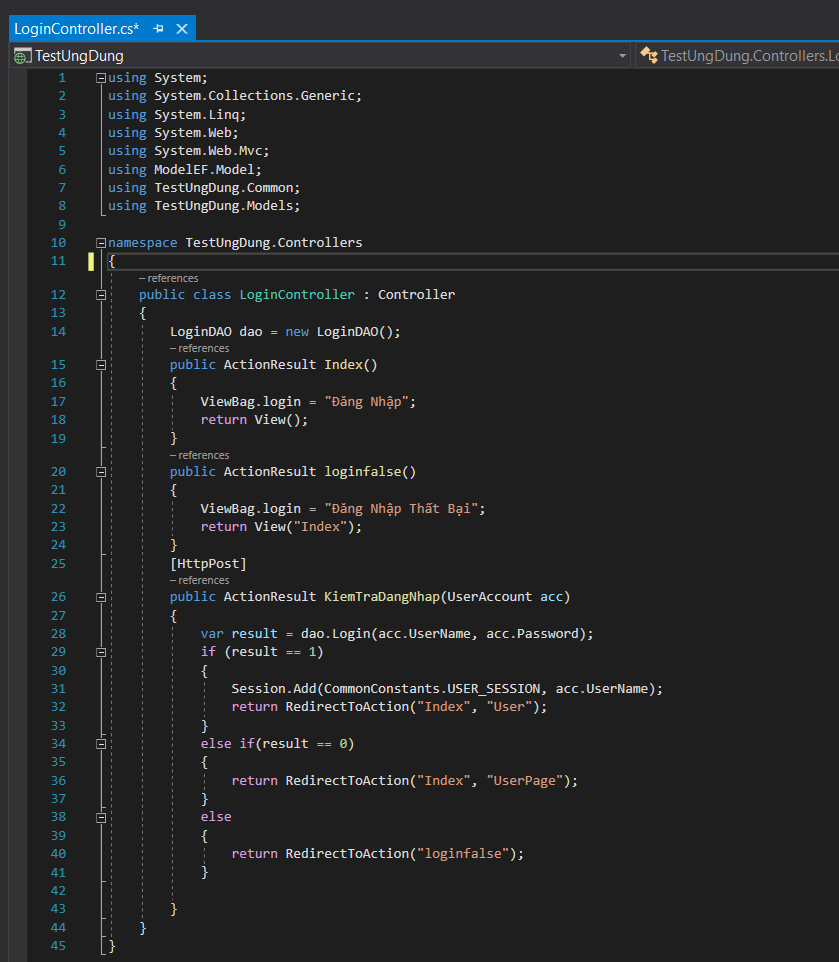 LoginController.cs*
TestUngDung TestUngDung.Controllers.Lo
1 using System;
2 using System.Collections.Generic;
3 using System.Linq;
4 using System.Web;
5 using System.Web.Mvc;
6 using ModelEF.Model;
7 using TestUngDung.Common;
8 using TestUngDung.Models;
9
10 namespace TestUngDung.Controllers
11 {
– references
12 public class LoginController : Controller
13 {
14 LoginDAO dao = new LoginDAO();
– references
15 public ActionResult Index()
16 {
17 ViewBag.login = "Đăng Nhập";
18 return View();
19 }
– references
20 public ActionResult loginfalse()
21 {
22 ViewBag.login = "Đăng Nhập Thất Bại";
23 return View("Index");
24 }
25 [HttpPost]
– references
26 public ActionResult KiemTraDangNhap(UserAccount acc)
27 {
28 var result = dao.Login(acc.UserName, acc.Password);
29 if (result == 1)
30 {
31 Session.Add(CommonConstants.USER_SESSION, acc.UserName);
32 return RedirectToAction("Index", "User");
33 }
34 else if(result == 0)
35 {
36 return RedirectToAction("Index", "UserPage");
37 }
38 else
39 {
40 return RedirectToAction("loginfalse");
41 }
42
43 }
44 }
45 }